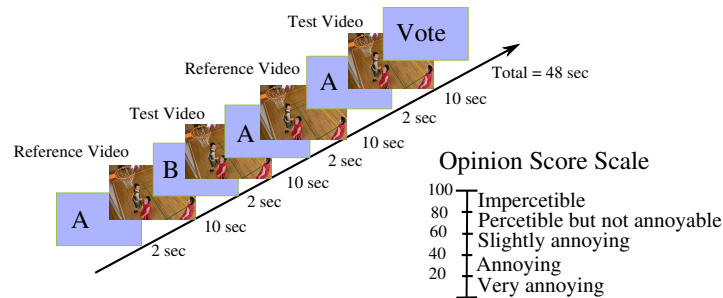 Test Video
Vote
Total = 48 sec
Reference Video
A
10 sec
2 sec
Test Video
A
10 sec
2 sec
Reference Video
B
10 sec
2 sec
A
10 sec
2 sec
Opinion Score Scale
100
Impercetible
80
Percetible but not annoyable
60
Slightly annoying
40
Annoying
20
Very annoying